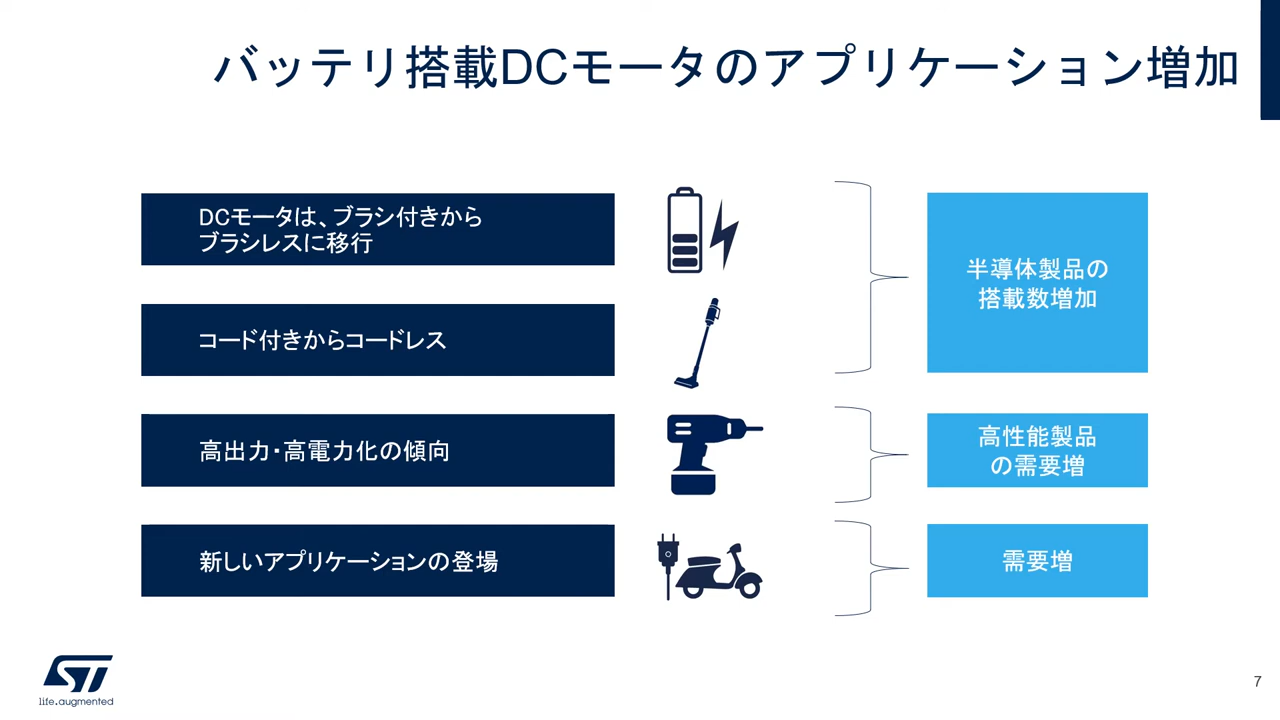 バッテリ搭載DCモータのアプリケーション増加
DCモータは、ブラシ付きから
ブラシレスに移行
コード付きからコードレス
高出力・高電力化の傾向
新しいアプリケーションの登場
半導体製品の
搭載数増加
高性能製品
の需要増
需要増
ST
life.augmented
7